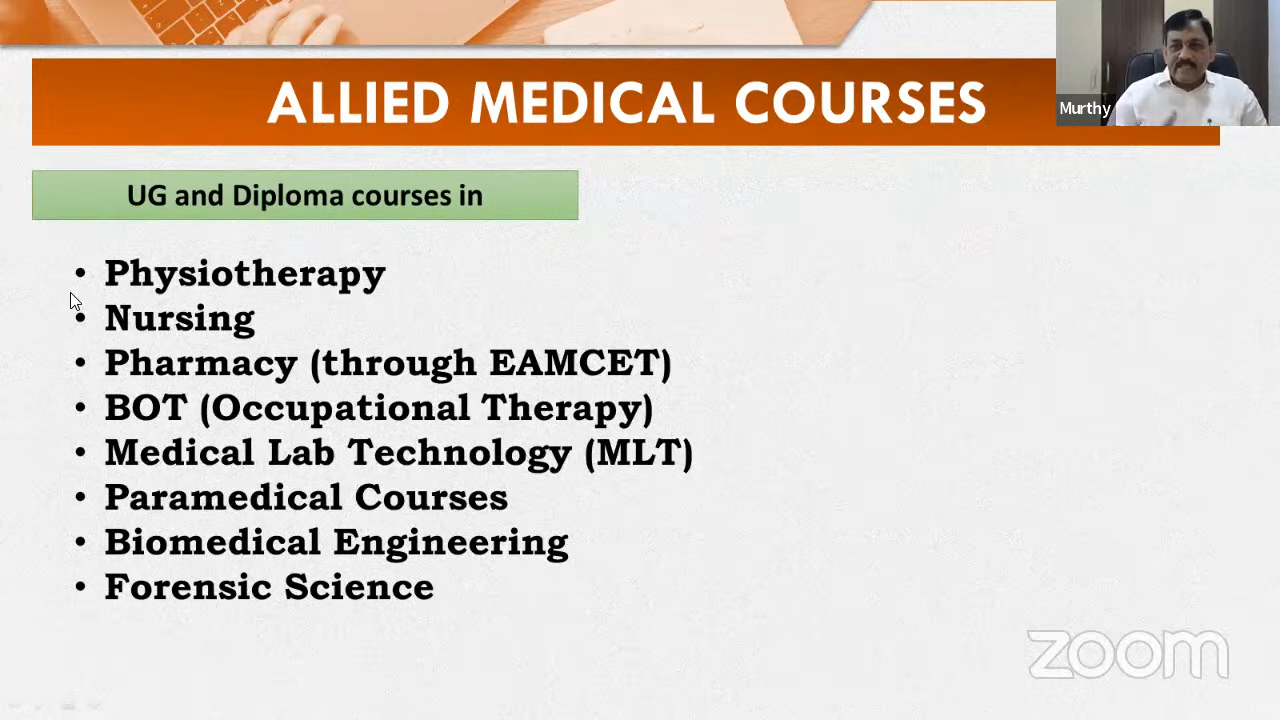 ALLIED MEDICAL COURSES
Murthy
UG and Diploma courses in
• Physiotherapy
• Nursing
• Pharmacy (through EAMCET)
• BOT (Occupational Therapy)
• Medical Lab Technology (MLT)
• Paramedical Courses
• Biomedical Engineering
• Forensic Science
zoom